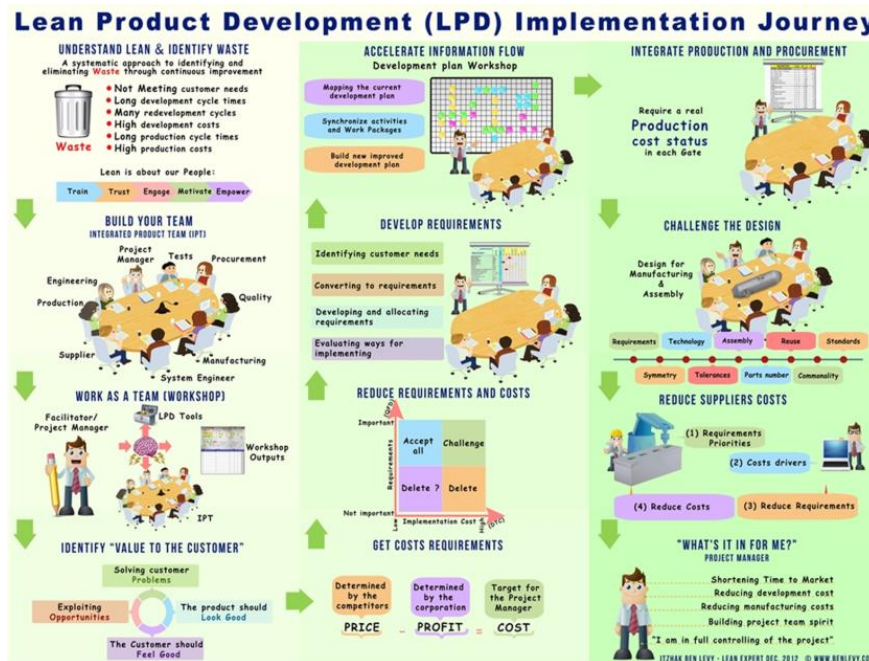 Lean Product Development (LPD) Implementation Journey
UNDERSTAND LEAN & IDENTIFY WASTE
A systematic approach to identifying and
eliminating Waste through continuous improvement
Waste
Not Meeting customer needs
Long development cycle times
Many redevelopment cycles
High development costs
Long production cycle times
High production costs
Lean is about our People:
Train
Trust
Engage
Motivate
Empower
BUILD YOUR TEAM
INTEGRATED PRODUCT TEAM (IPT)
Project
Manager
Tests
Procurement
Engineering
Production
Quality
Supplier
Manufacturing
System Engineer
WORK AS A TEAM (WORKSHOP)
Facilitator/
Project Manager
LPD Tools
Workshop
Outputs
IPT
IDENTIFY "VALUE TO THE CUSTOMER"
Solving customer
Problems
Exploiting
Opportunities
The product should
Look Good
The Customer should
Feel Good
ACCELERATE INFORMATION FLOW
Development plan Workshop
Mapping the current
development plan
Synchronize activities
and Work Packages
Build new improved
development plan
DEVELOP REQUIREMENTS
Identifying customer needs
Converting to requirements
Developing and allocating
requirements
Evaluating ways for
implementing
REDUCE REQUIREMENTS AND COSTS
(QFD)
Important
Requirements
Not important
Accept
all
Challenge
Delete ?
Delete
Low
Implementation Cost
High
(DTC)
GET COSTS REQUIREMENTS
Determined
by the
competitors
Determined
by the
corporation
Target for
the Project
Manager
PRICE - PROFIT = COST
INTEGRATE PRODUCTION AND PROCUREMENT
Require a real
Production
cost status
in each Gate
CHALLENGE THE DESIGN
Design for
Manufacturing
&
Assembly
Requirements
Technology
Assembly
Reuse
Standards
Symmetry
Tolerances
Parts number
Commonality
REDUCE SUPPLIERS COSTS
(1) Requirements
Priorities
(2) Costs drivers
(4) Reduce Costs
(3) Reduce Requirements
"WHAT'S IT IN FOR ME?"
PROJECT MANAGER
Shortening Time to Market
Reducing development cost
Reducing manufacturing costs
Building project team spirit
"I am in full controlling of the project"
ITZHAK BEN LEVY - LEAN EXPERT DEC. 2012 © WWW.BENLEVY.CO